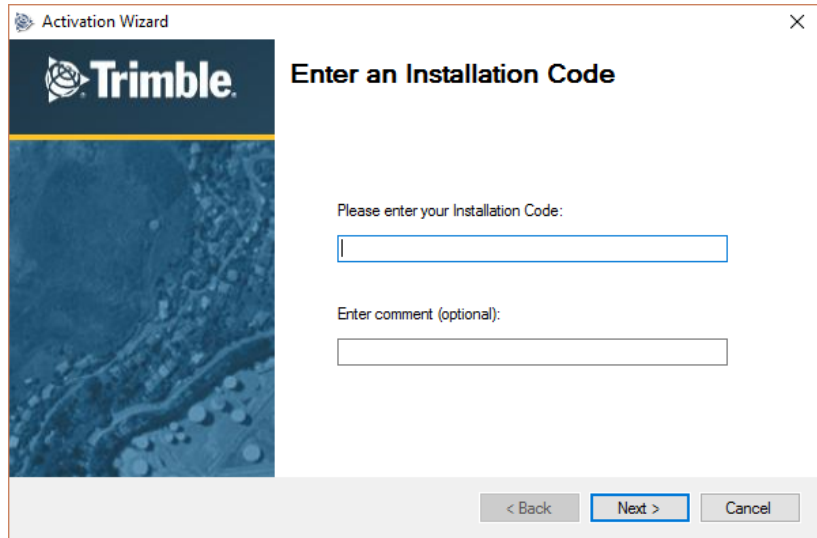 Activation Wizard
Trimble.
Enter an Installation Code
Please enter your Installation Code:
Enter comment (optional):
< Back
Next >
Cancel